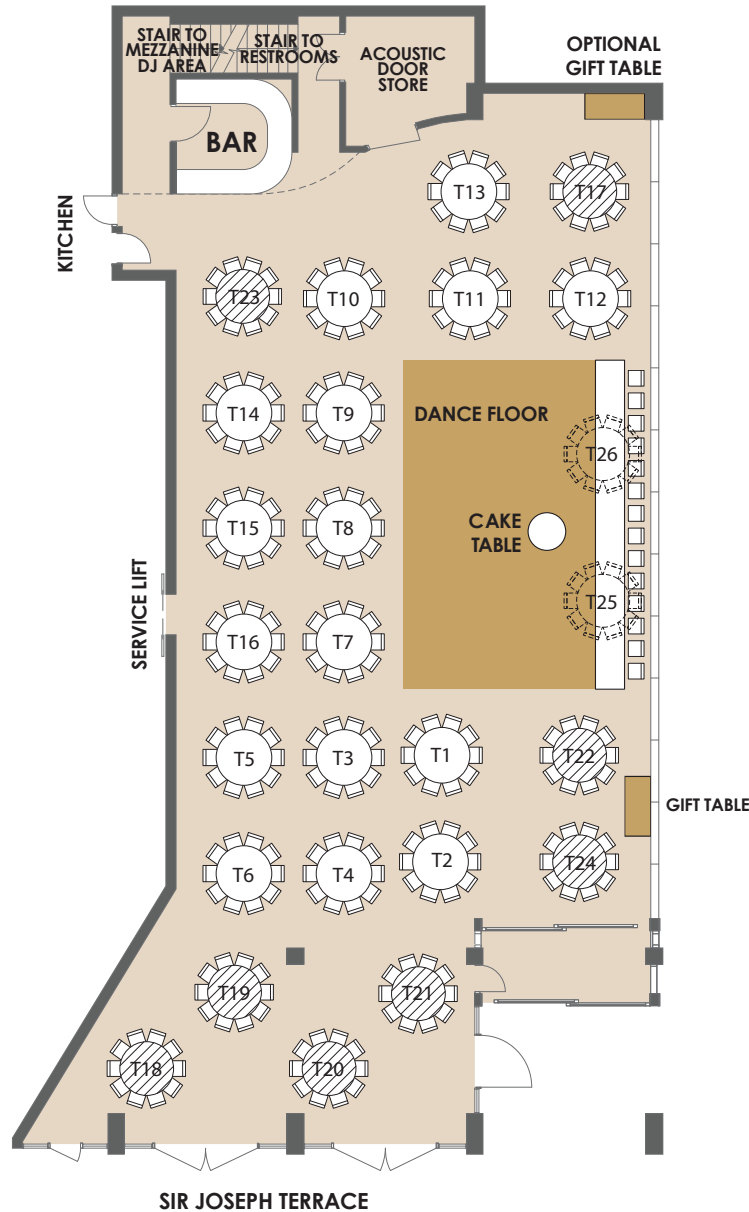 STAIR TO
MEZZANINE
DJ AREA
STAIR TO
RESTROOMS
ACOUSTIC
DOOR
STORE
OPTIONAL
GIFT TABLE
BAR
KITCHEN
T13
T17
T23
T10
T11
T12
T14
T9
DANCE FLOOR
T26
T15
T8
CAKE
TABLE
SERVICE LIFT
T25
T16
T7
T5
T3
T1
T22
GIFT TABLE
T6
T4
T2
T24
T19
T21
T18
T20
SIR JOSEPH TERRACE